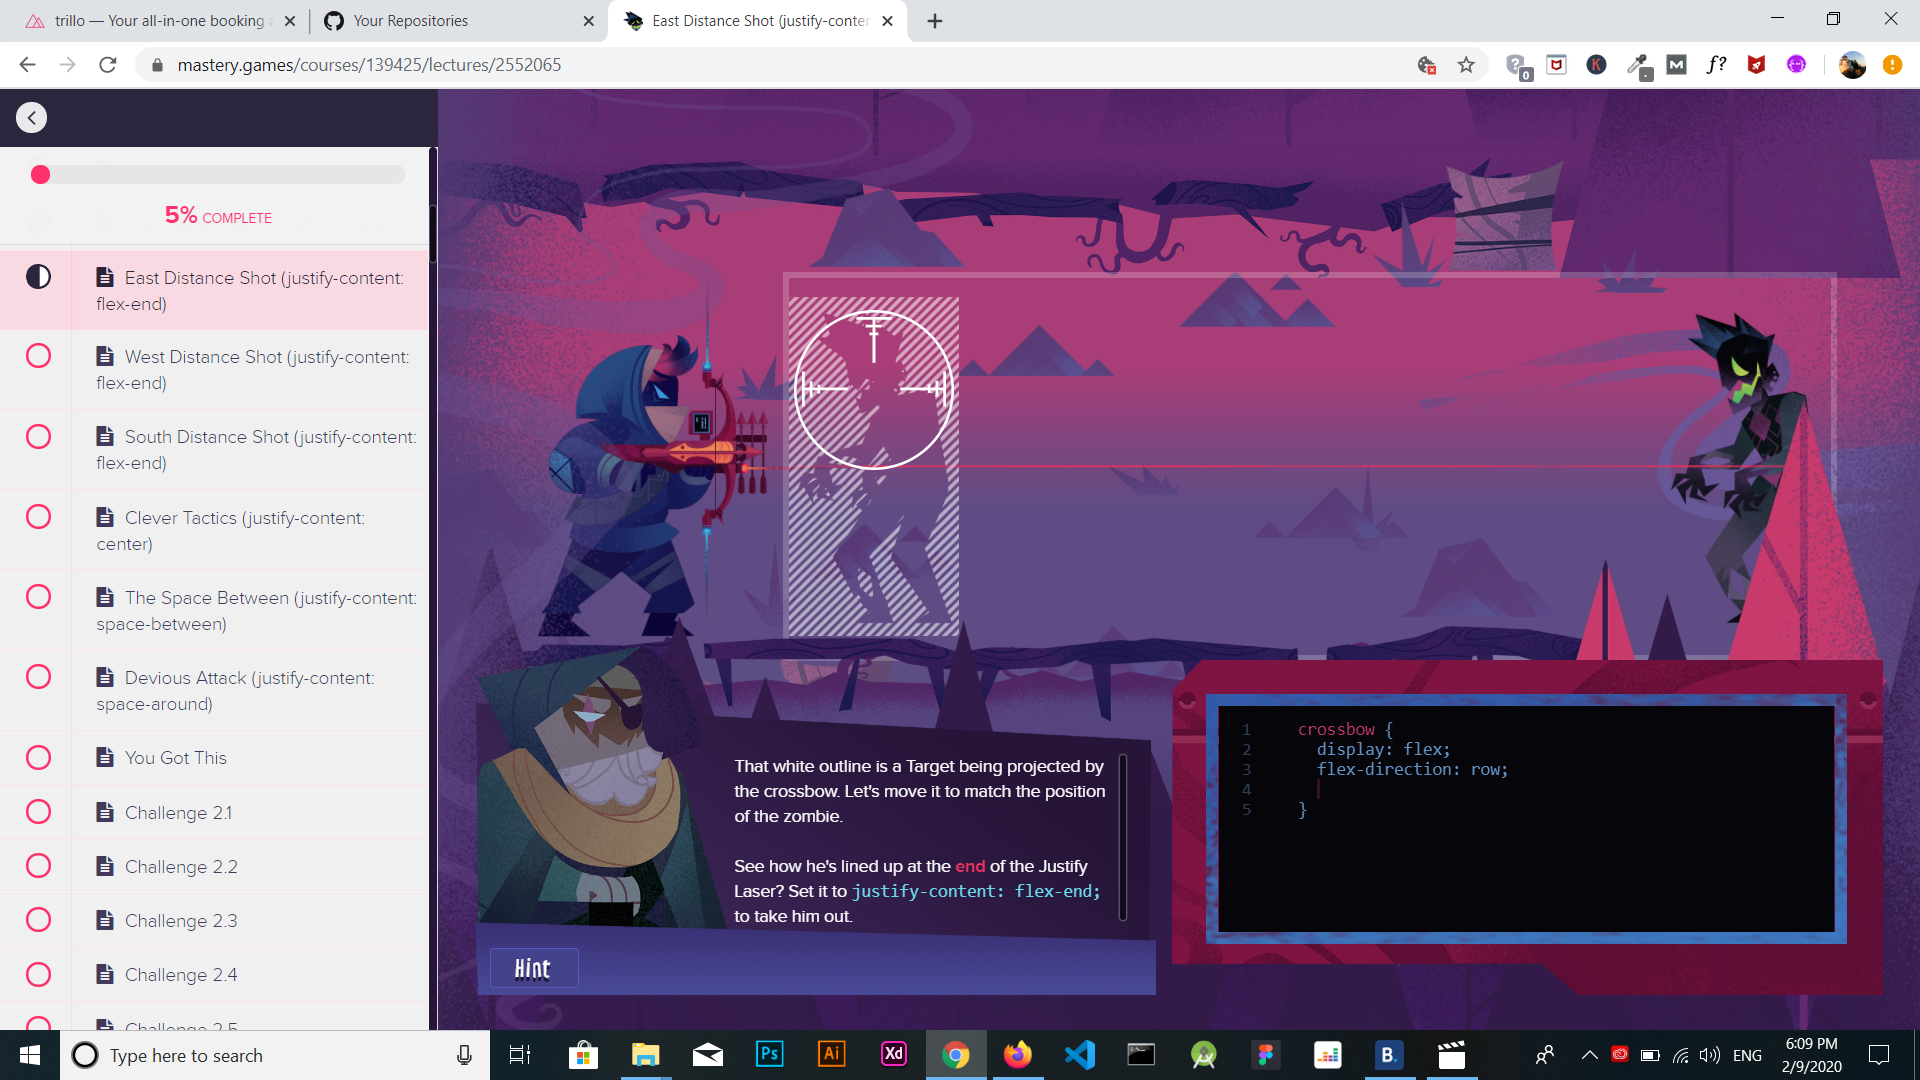 trillo — Your all-in-one booking a
Your Repositories
East Distance Shot (justify-conten
mastery.games/courses/139425/lectures/2552065
5% COMPLETE
East Distance Shot (justify-content:
flex-end)
West Distance Shot (justify-content:
flex-end)
South Distance Shot (justify-content:
flex-end)
Clever Tactics (justify-content:
center)
The Space Between (justify-content:
space-between)
Devious Attack (justify-content:
space-around)
You Got This
Challenge 2.1
Challenge 2.2
Challenge 2.3
Challenge 2.4
Challenge 2.5
That white outline is a Target being projected by
the crossbow. Let's move it to match the position
of the zombie.
See how he's lined up at the end of the Justify
Laser? Set it to justify-content: flex-end;
to take him out.
Hint
1 crossbow {
2 display: flex;
3 flex-direction: row;
4
5 }
Type here to search
Ps
Ai
Xd
B.
ENG
6:09 PM
2/9/2020
0
K
M
f?